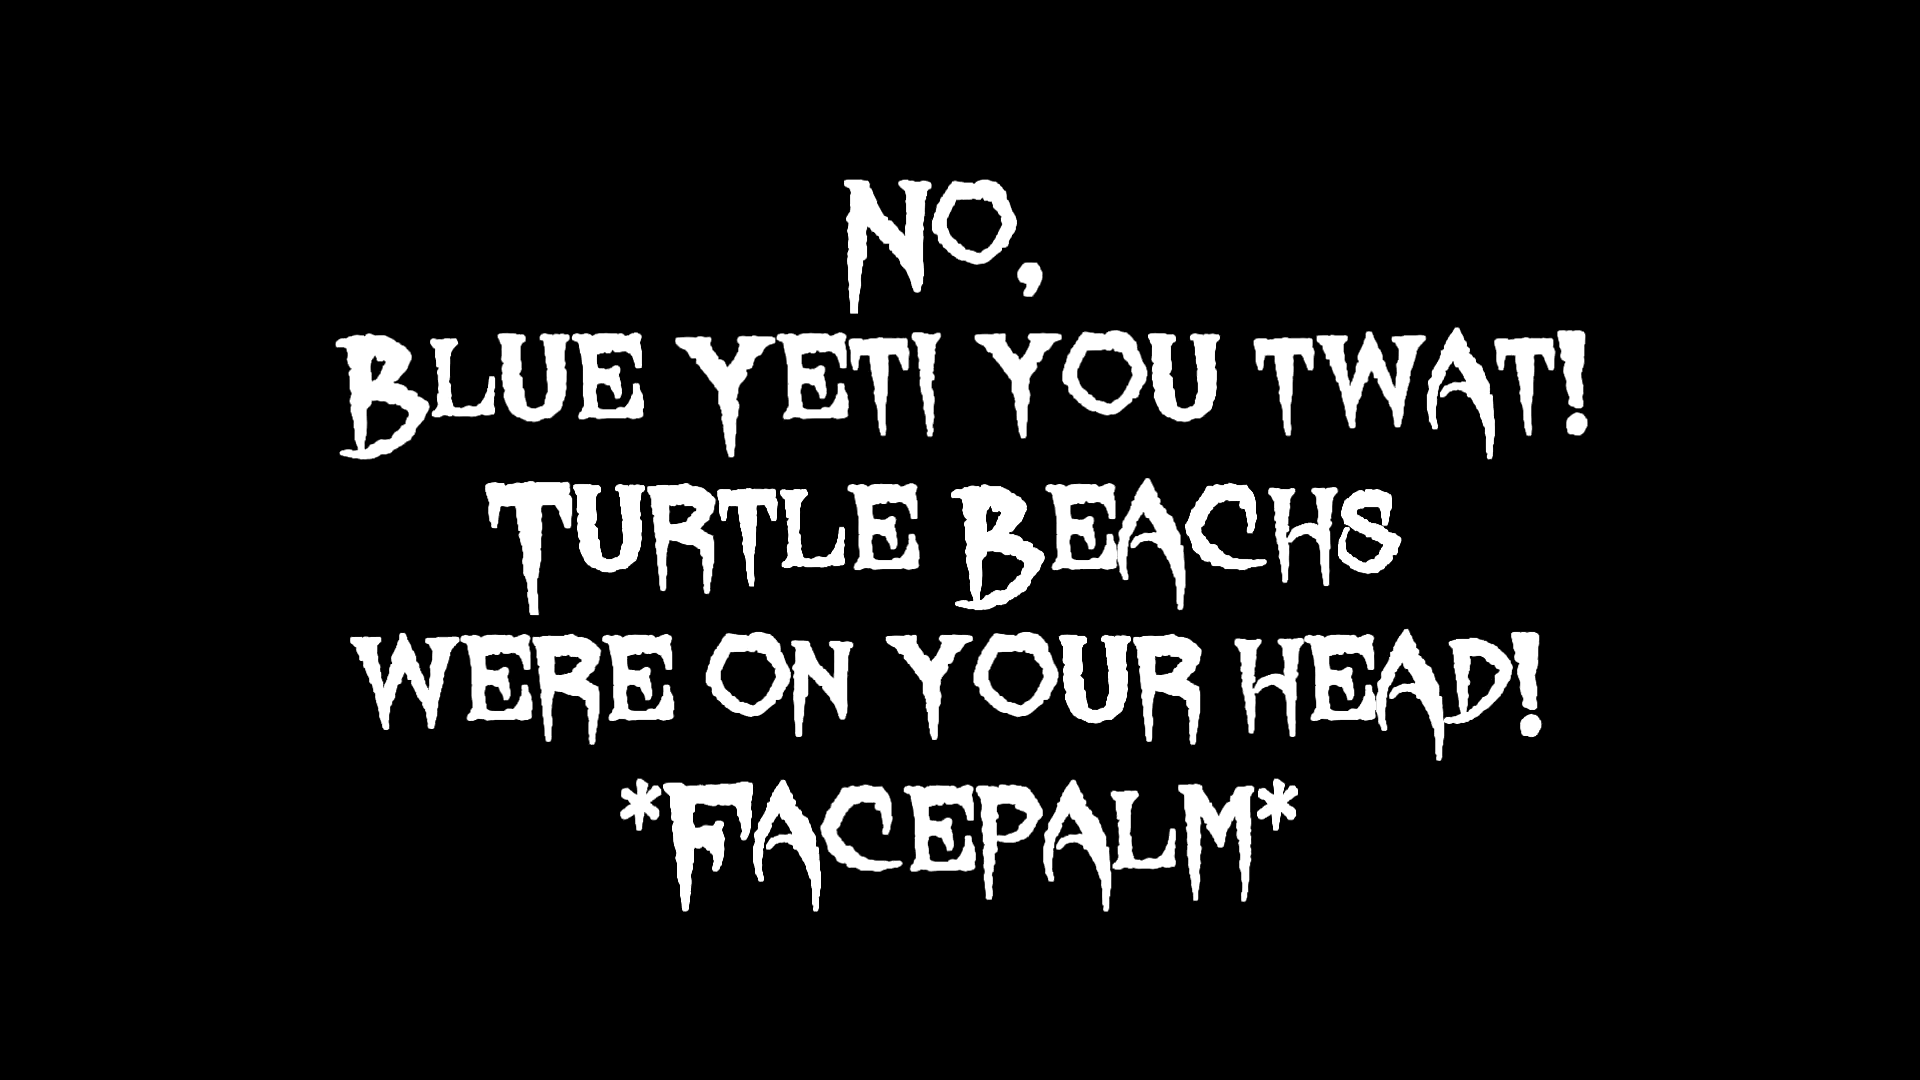 No,
Blue Yeti you twat!
Turtle Beachs
were on your head!
*Facepalm*